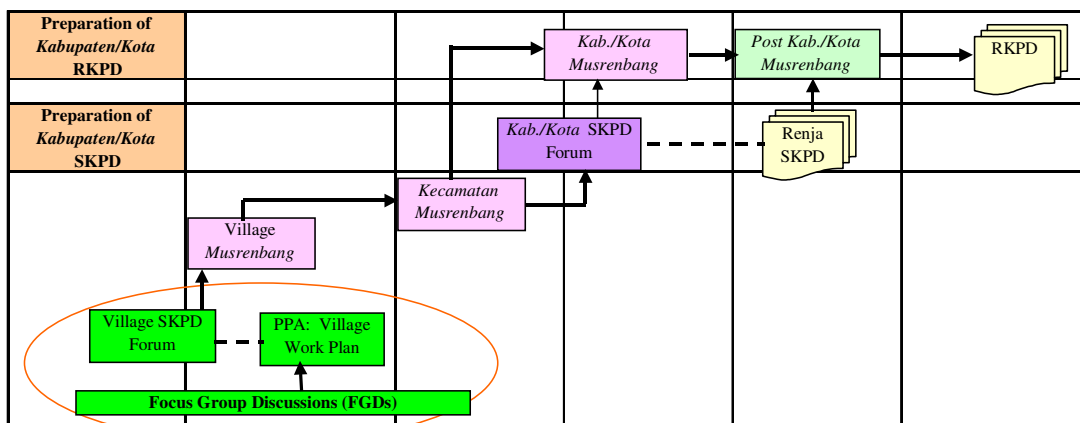 Preparation of
Kabupaten/Kota
RKPD
Kab./Kota
Musrenbang
Post Kab./Kota
Musrenbang
RKPD
Preparation of
Kabupaten/Kota
SKPD
Kab./Kota SKPD
Forum
Renja
SKPD
Kecamatan
Musrenbang
Village
Musrenbang
Village SKPD
Forum
PPA: Village
Work Plan
Focus Group Discussions (FGDs)